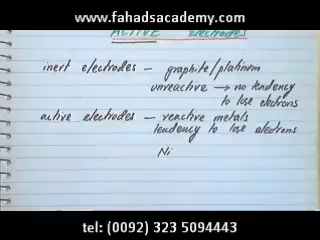 www.fahadsacademy.com
ACTIVE Electrodes
inert electrodes – graphite/platinum
unreactive → no tendency
to lose electrons
active electrodes – reactive metals
tendency to lose electrons
Ni
tel: (0092) 323 5094443